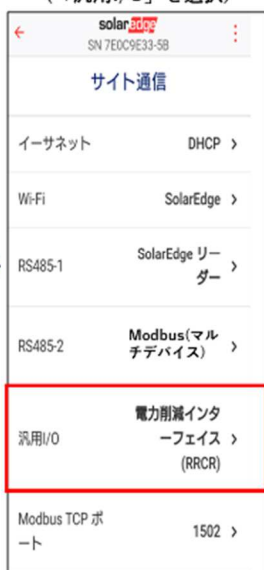 solaredge
SN 7E0C9E33-5B
サイト通信
イーサネット DHCP >
Wi-Fi SolarEdge >
RS485-1 SolarEdge リー
ダー >
RS485-2 Modbus(マル
チデバイス) >
電力削減インタ
汎用I/O ーフェイス >
(RRCR)
Modbus TCP ポ
ート 1502 >